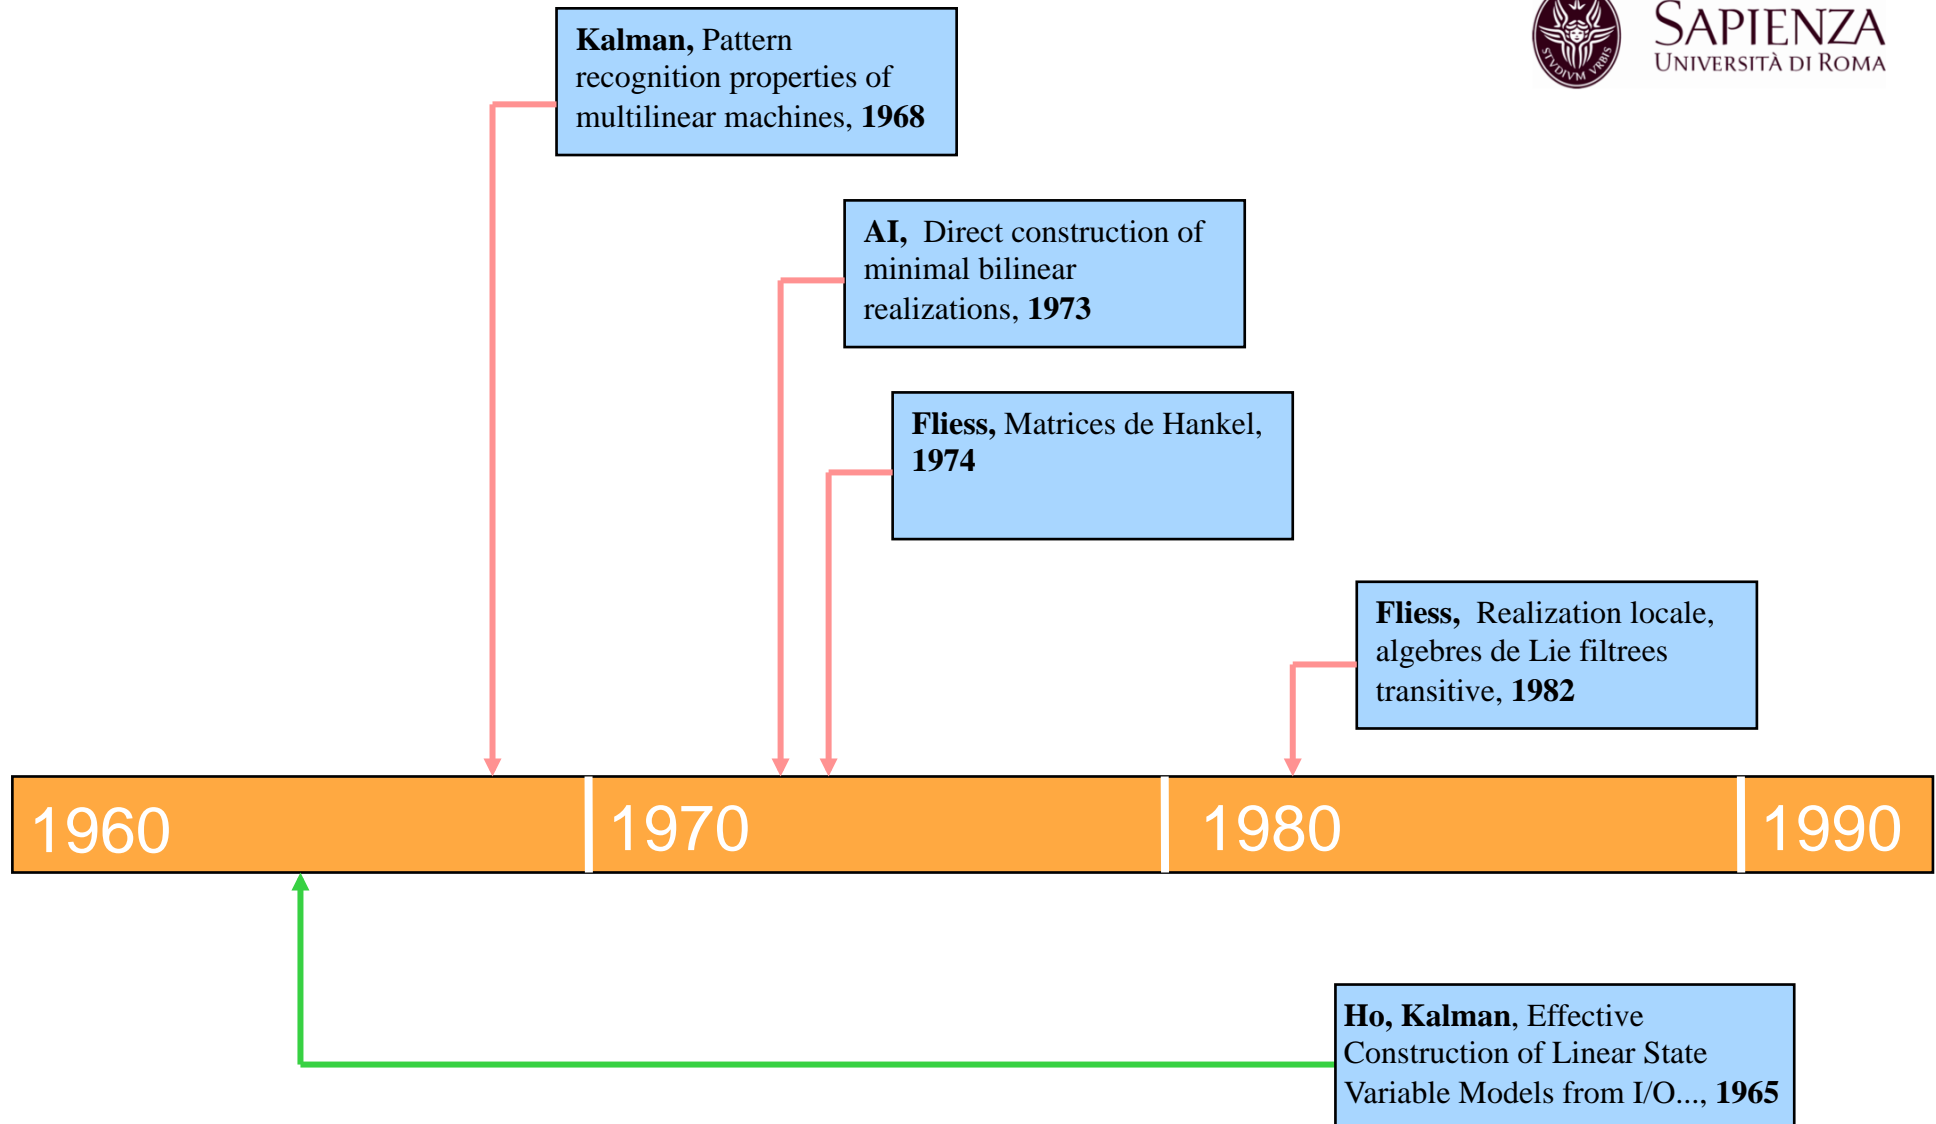 SAPIENZA
UNIVERSITÀ DI ROMA
STVDIVM VRBIS
Kalman, Pattern
recognition properties of
multilinear machines, 1968
AI,  Direct construction of
minimal bilinear
realizations, 1973
Fliess, Matrices de Hankel,
1974
Fliess,  Realization locale,
algebres de Lie filtrees
transitive, 1982
1960
1970
1980
1990
Ho, Kalman, Effective
Construction of Linear State
Variable Models from I/O..., 1965